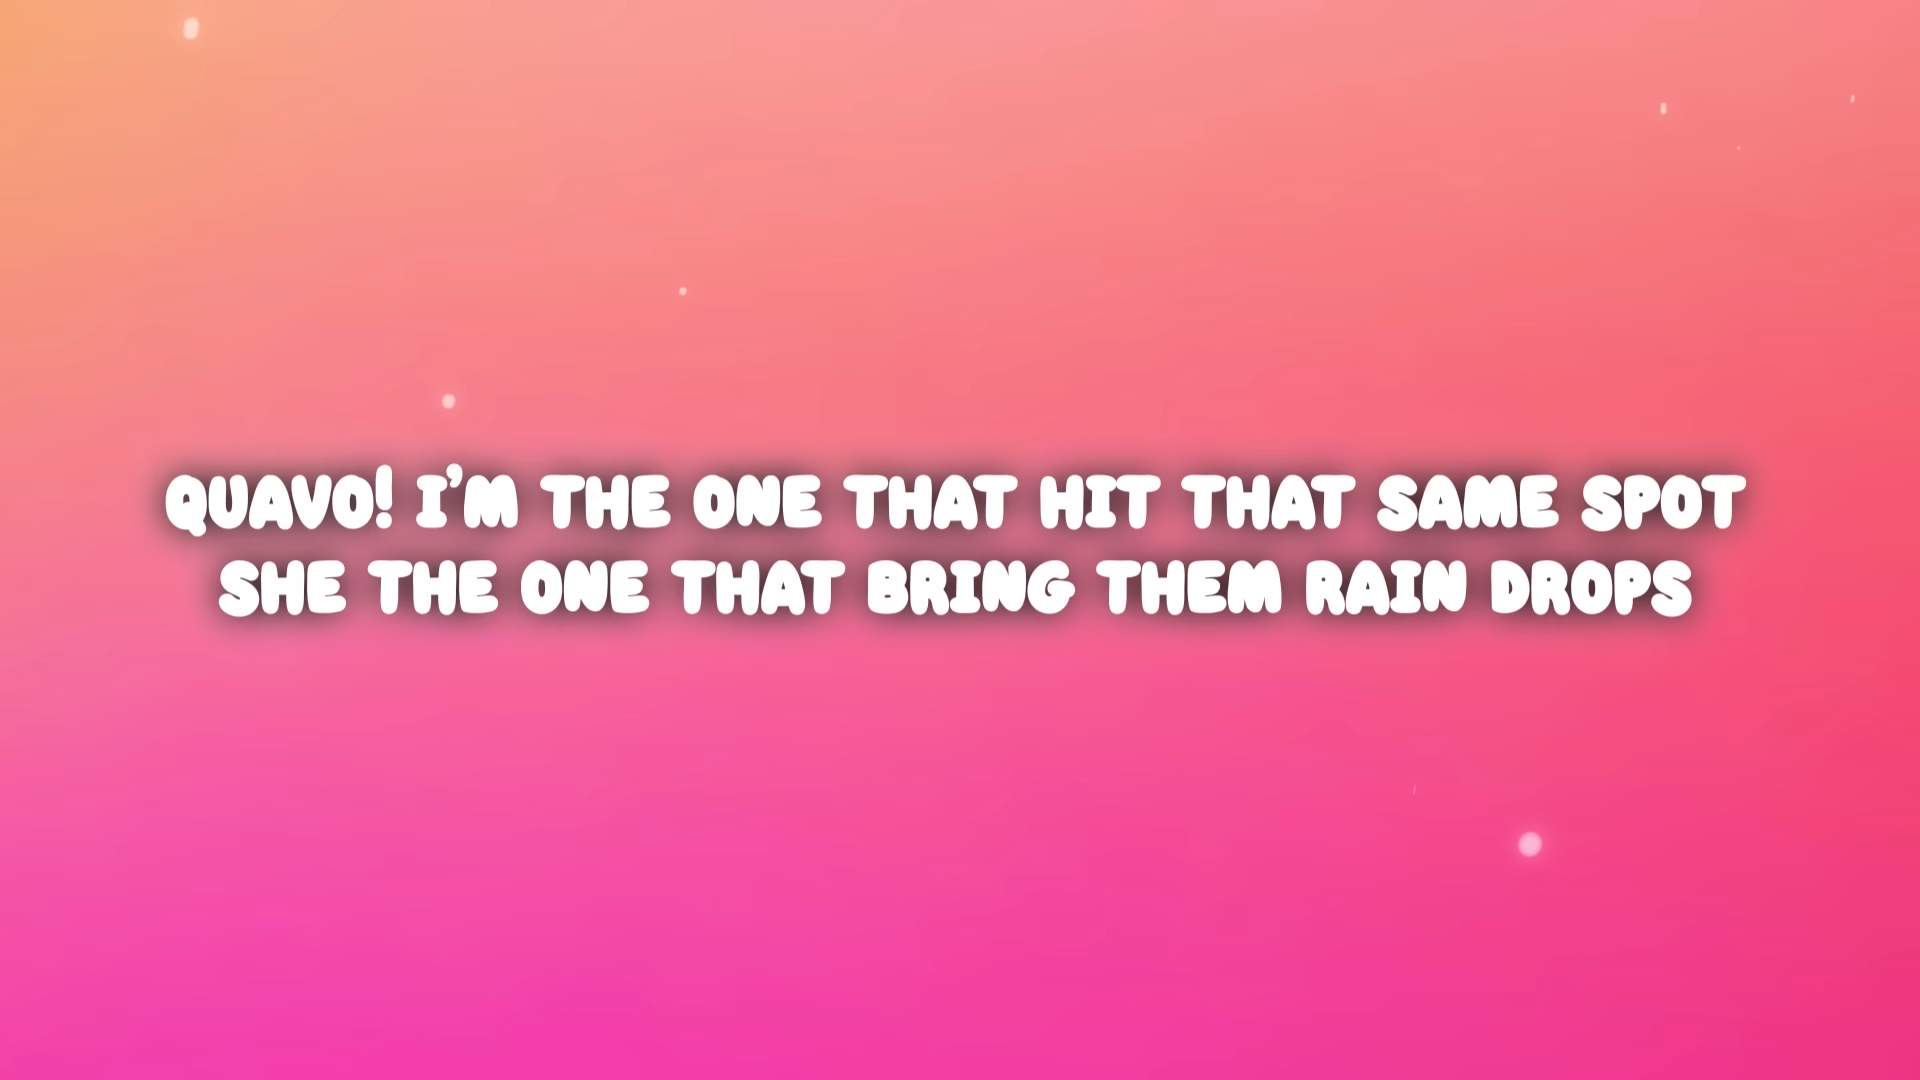 QUAVO! I’M THE ONE THAT HIT THAT SAME SPOT
SHE THE ONE THAT BRING THEM RAIN DROPS